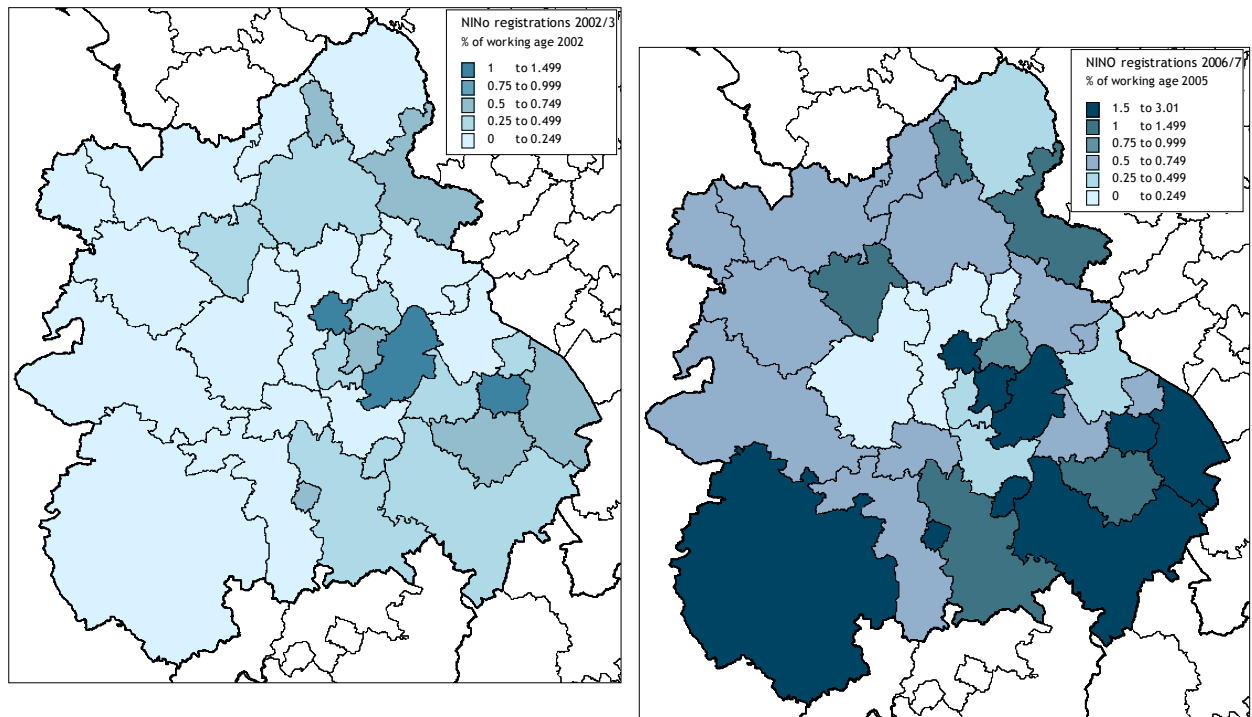 NINo registrations 2002/3
% of working age 2002
1 to 1.499
0.75 to 0.999
0.5 to 0.749
0.25 to 0.499
0 to 0.249
NINO registrations 2006/7
% of working age 2005
1.5 to 3.01
1 to 1.499
0.75 to 0.999
0.5 to 0.749
0.25 to 0.499
0 to 0.249